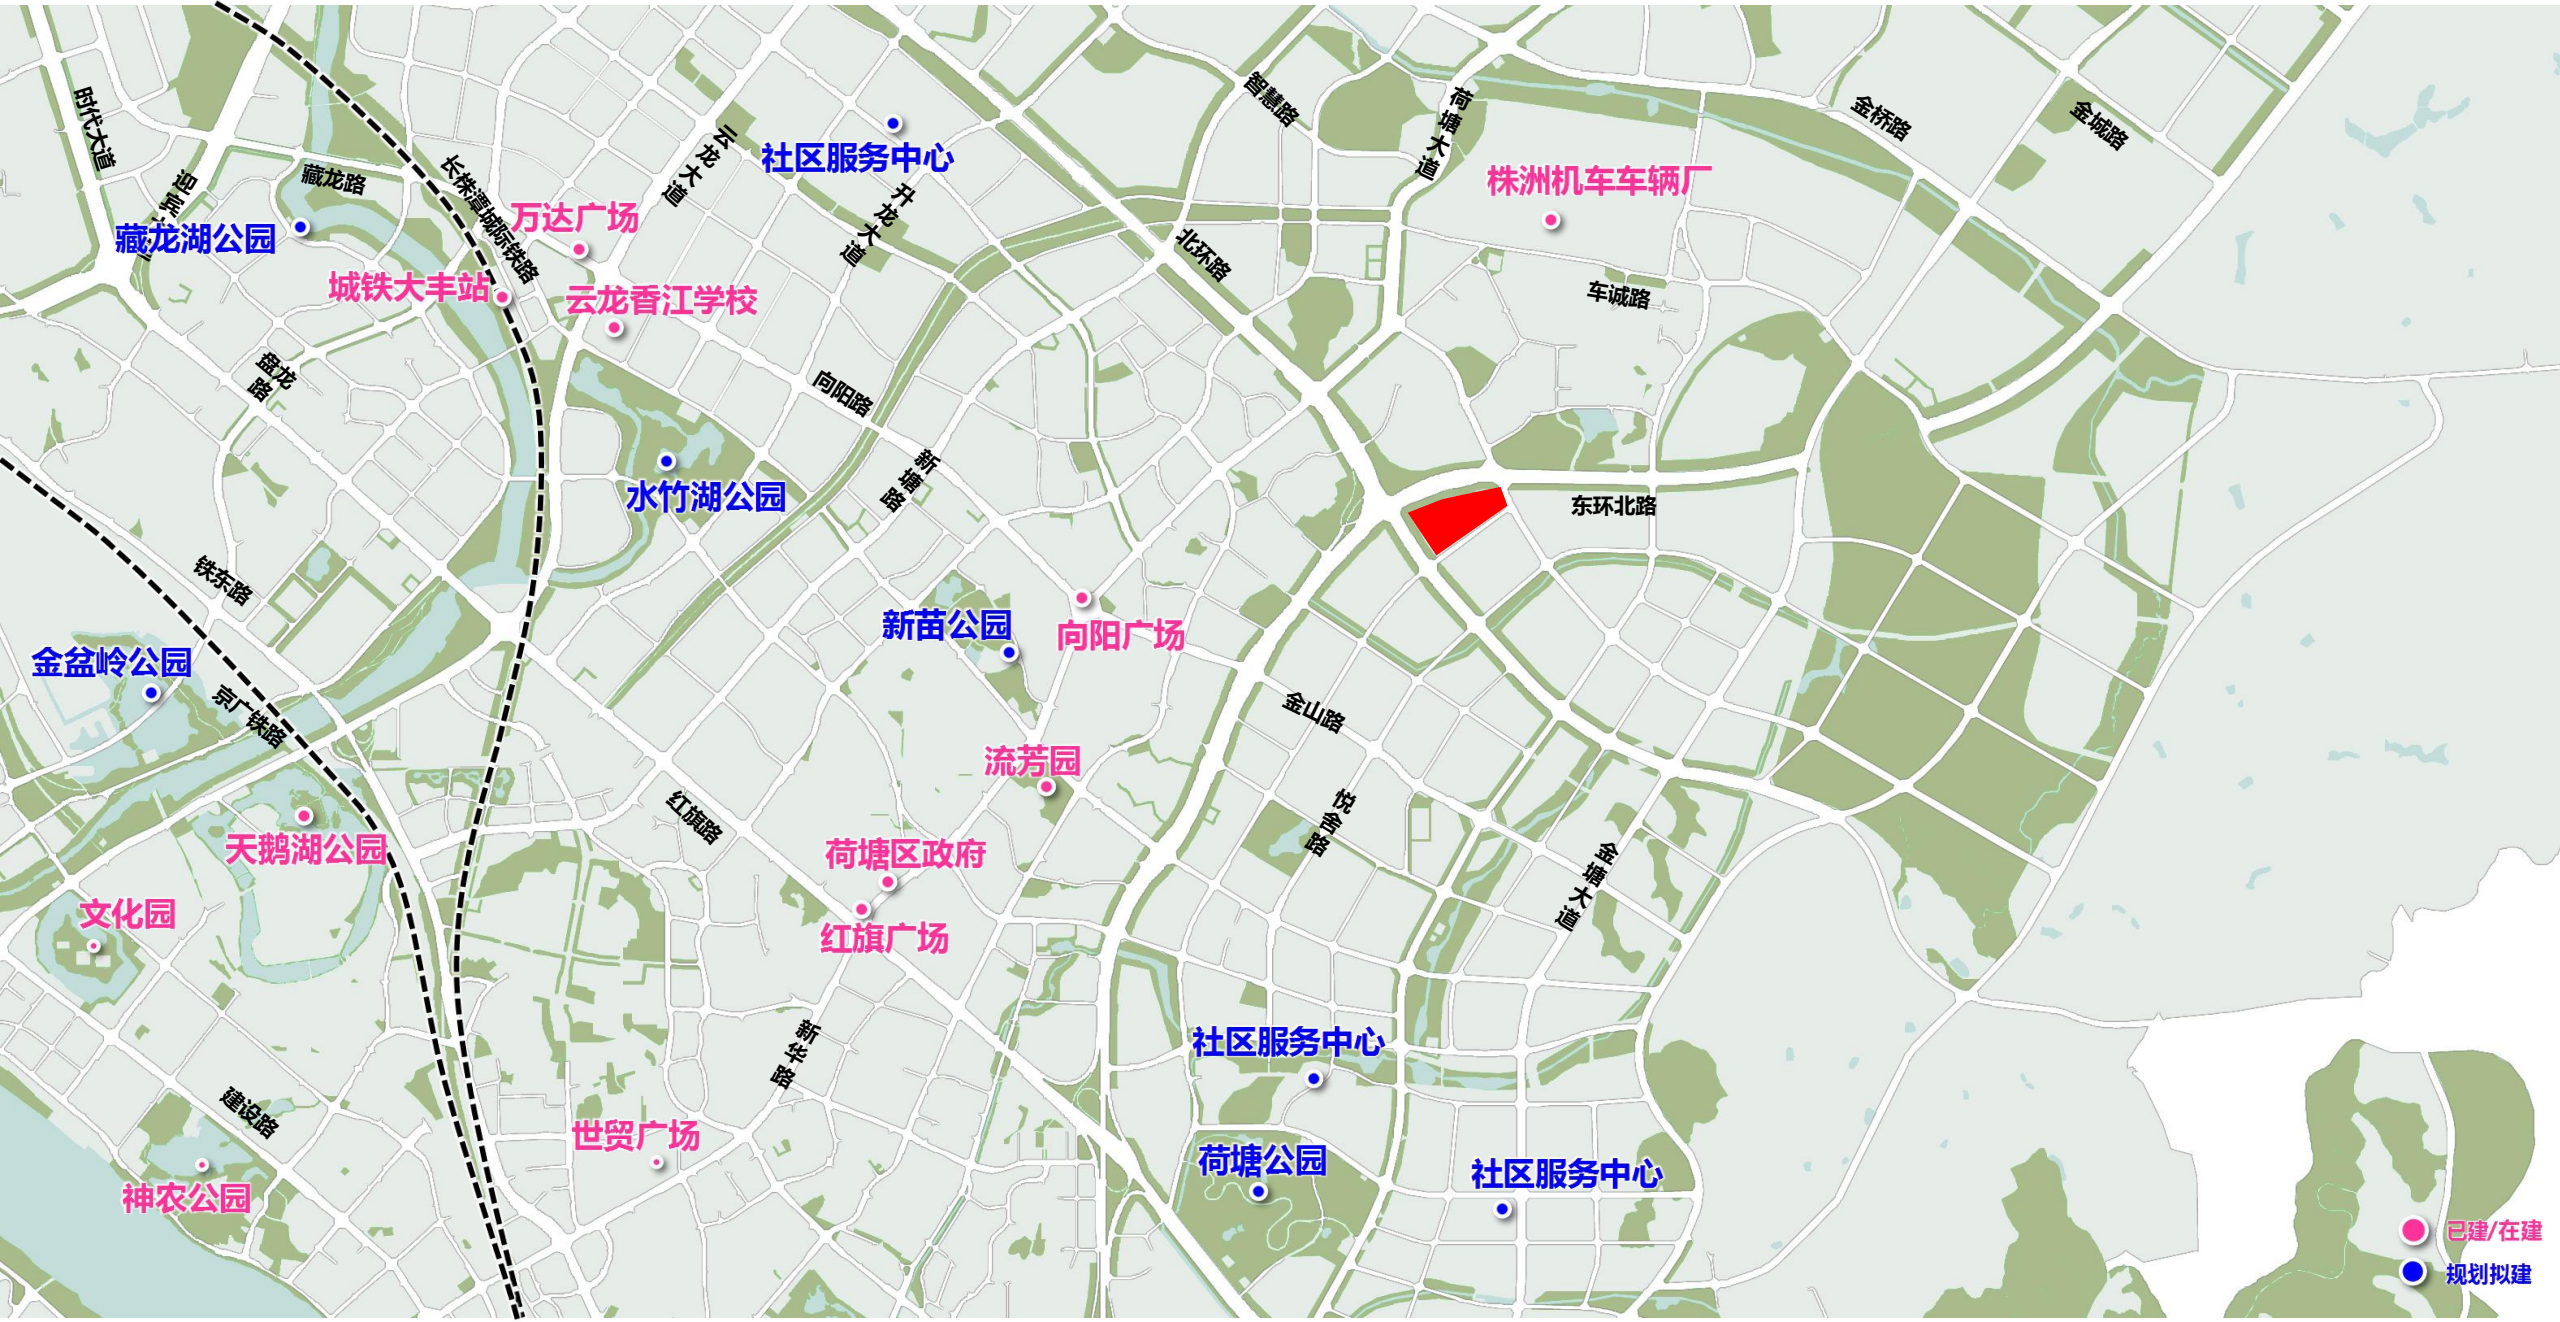 智慧路
荷塘大道
金桥路
金城路
时代大道
云龙大道
社区服务中心
长株潭城际铁路
藏龙路
迎宾
株洲机车车辆厂
升龙大道
万达广场
藏龙湖公园
北环路
城铁大丰站
云龙香江学校
车诚路
盘龙路
向阳路
新塘路
水竹湖公园
东环北路
铁东路
新苗公园
向阳广场
金盆岭公园
京广铁路
金山路
流芳园
红旗路
悦舍路
天鹅湖公园
荷塘区政府
金塘大道
文化园
红旗广场
新华路
社区服务中心
建设路
世贸广场
荷塘公园
社区服务中心
神农公园
已建/在建
规划拟建